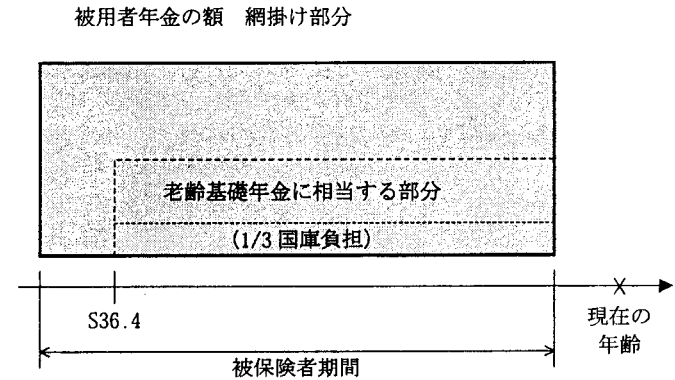 被用者年金の額 網掛け部分
老齢基礎年金に相当する部分
(1/3 国庫負担)
S36.4
現在の
年齢
被保険者期間